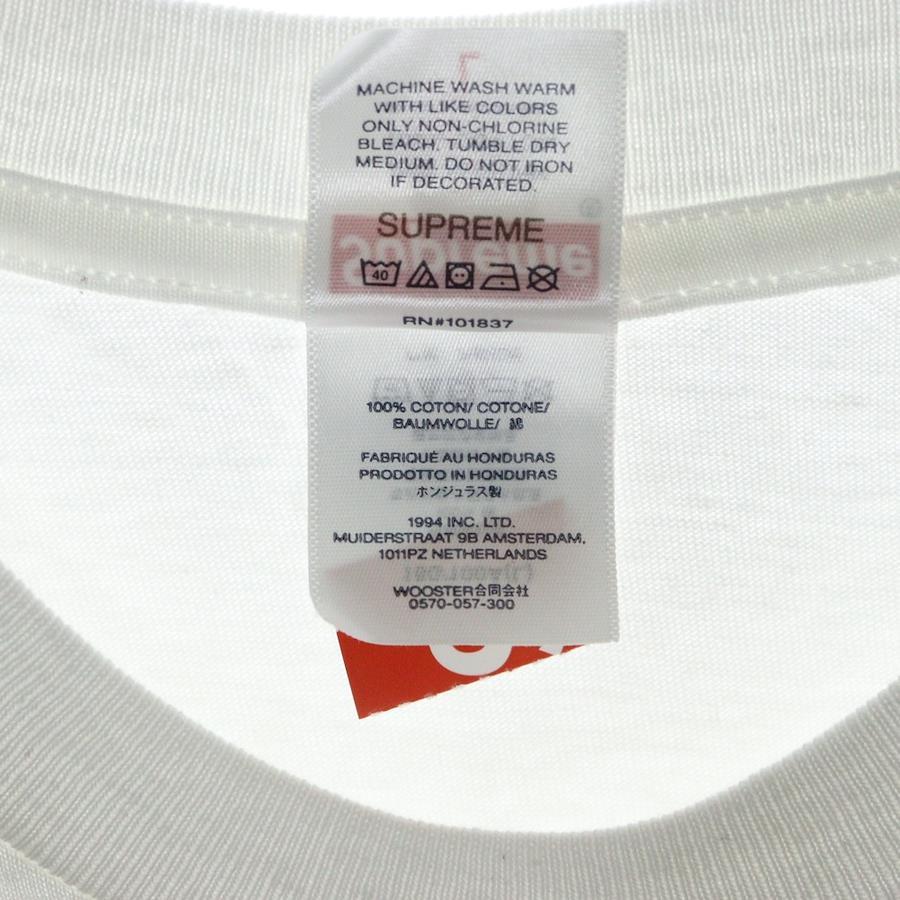 MACHINE WASH WARM
WITH LIKE COLORS
ONLY NON-CHLORINE
BLEACH. TUMBLE DRY
MEDIUM. DO NOT IRON
IF DECORATED.
SUPREME
Supreme
40
RN#101837
100% COTON/ COTONE/
BAUMWOLLE/ 綿
FABRIQUÉ AU HONDURAS
PRODOTTO IN HONDURAS
ホンジュラス製
1994 INC. LTD.
MUIDERSTRAAT 9B AMSTERDAM,
1011PZ NETHERLANDS
WOOSTER合同会社
0570-057-300